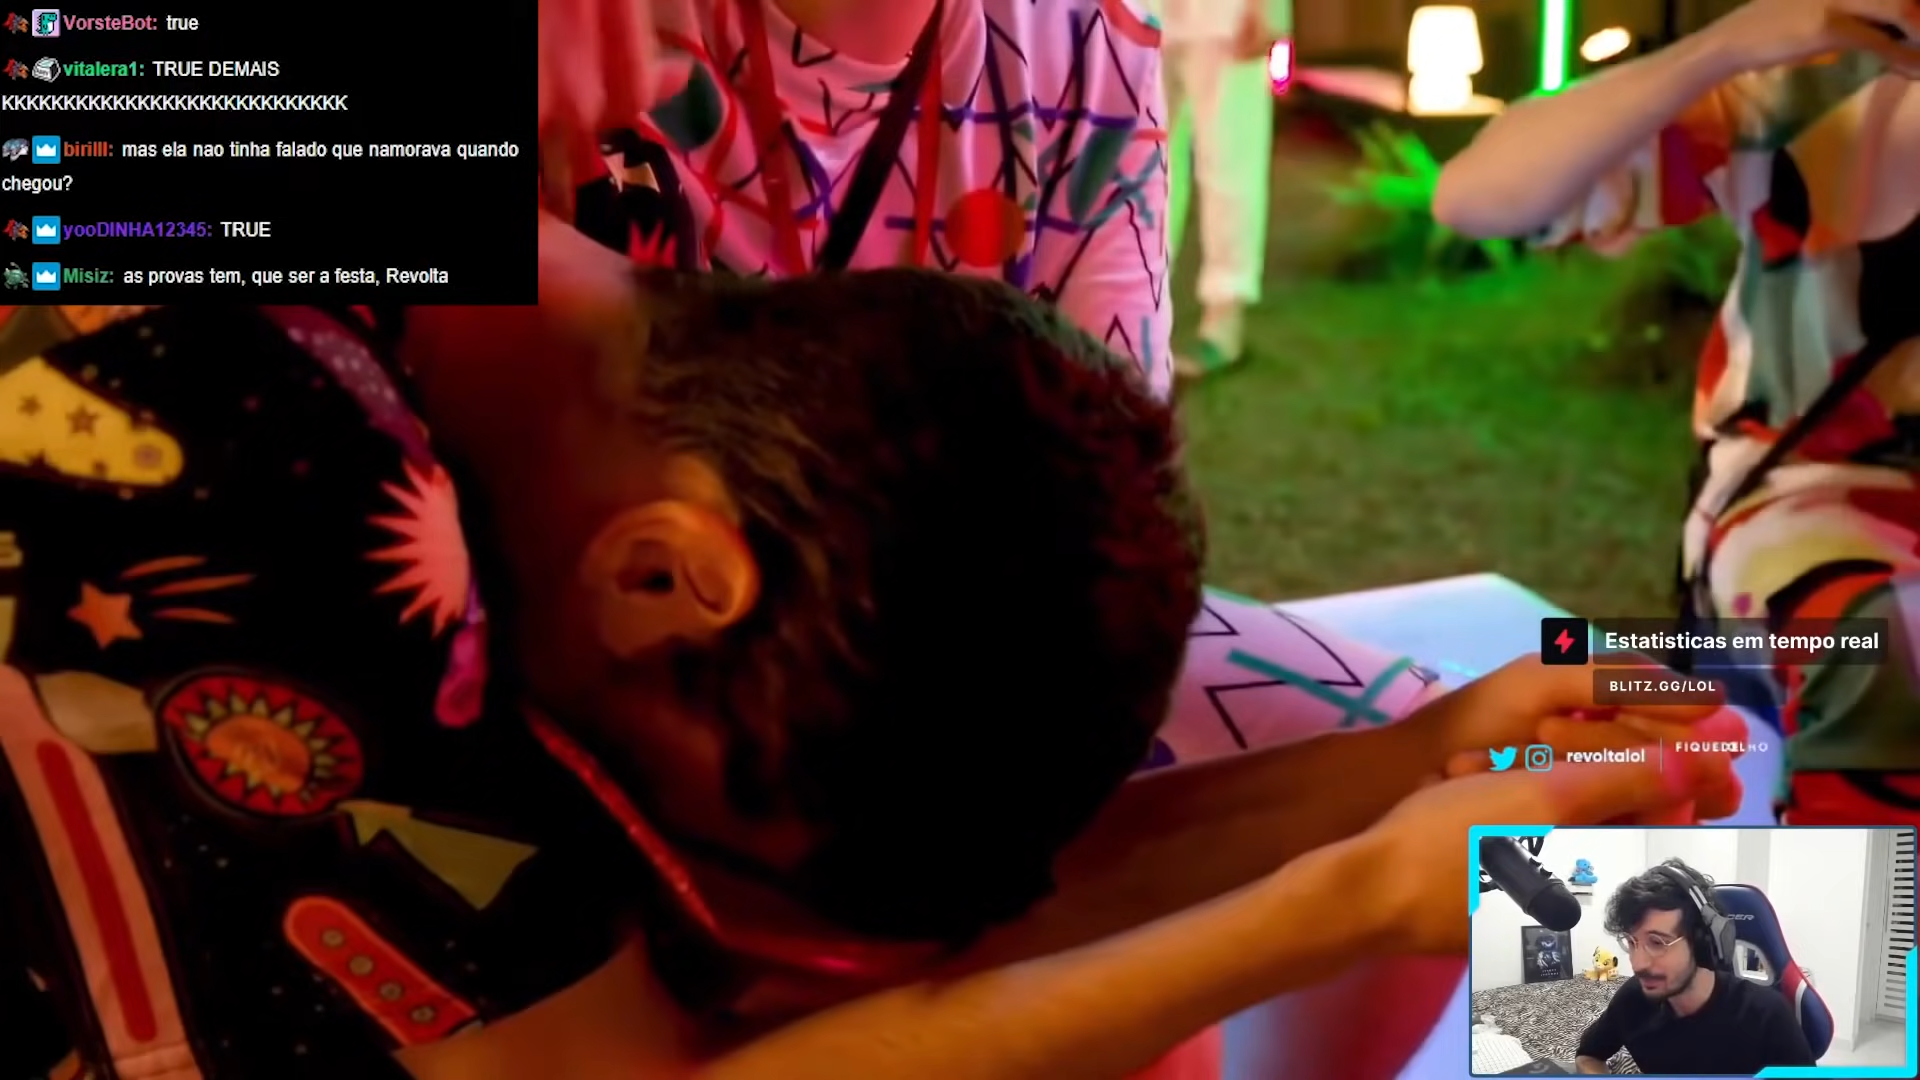 VorsteBot: true
vitalera1: TRUE DEMAIS
KKKKKKKKKKKKKKKKKKKKKKKKKKKK
birilll: mas ela nao tinha falado que namorava quando
chegou?
yooDINHA12345: TRUE
Misiz: as provas tem, que ser a festa, Revolta
Estatisticas em tempo real
BLITZ.GG/LOL
revoltalol